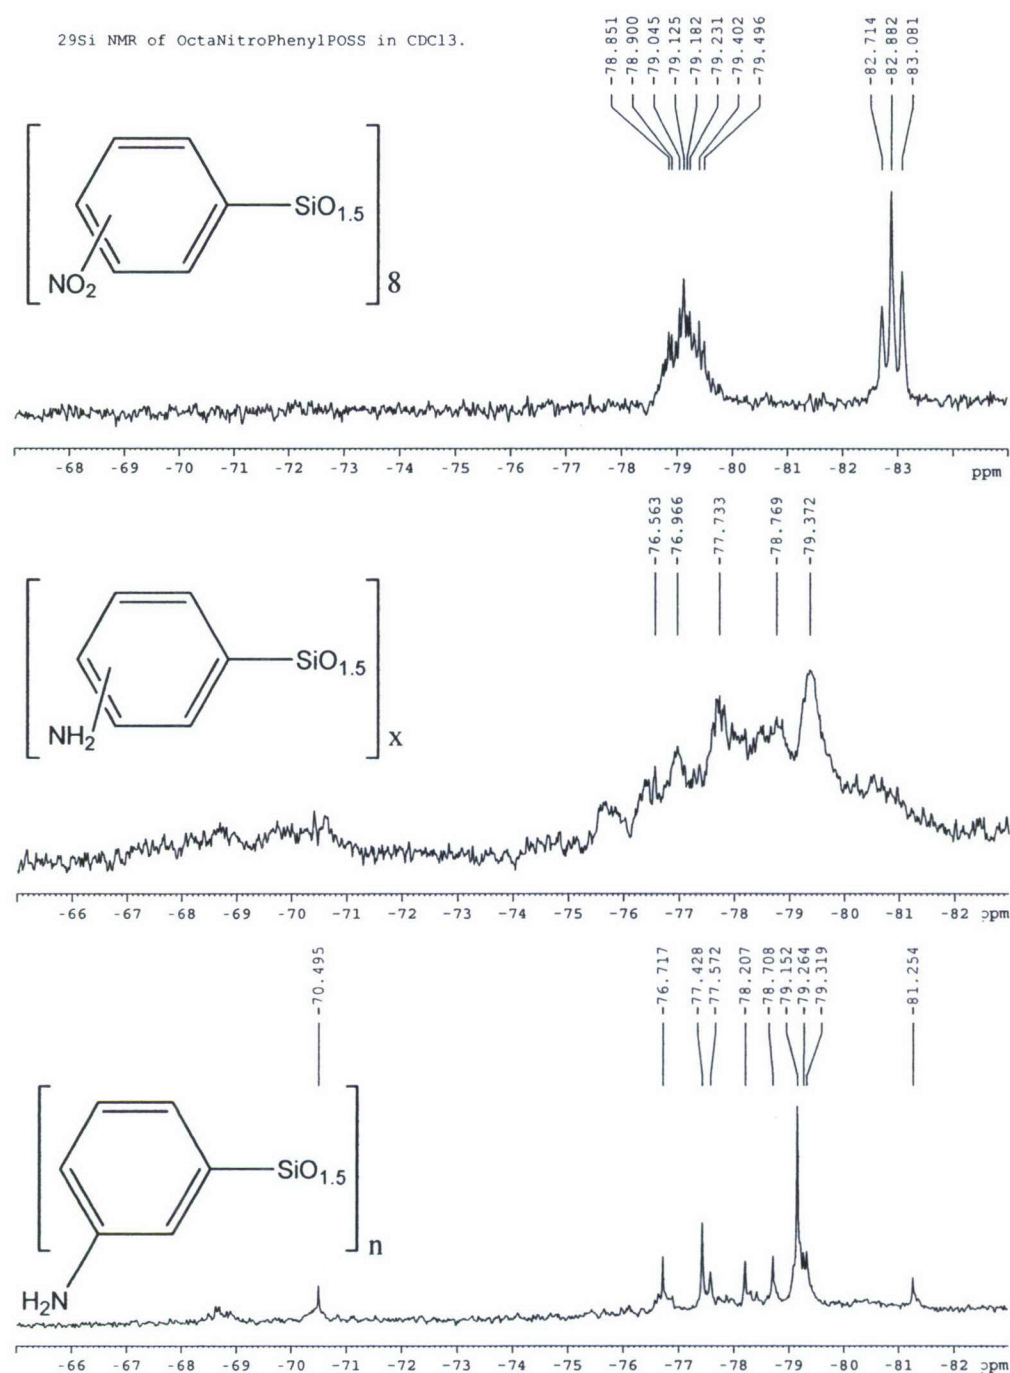 29Si NMR of OctaNitroPhenylPOSS in CDCl3.
-78.851
-78.900
-79.045
-79.125
-79.182
-79.231
-79.402
-79.496
-82.714
-82.882
-83.081
SiO1.5
NO2
8
-68 -69 -70 -71 -72 -73 -74 -75 -76 -77 -78 -79 -80 -81 -82 -83 ppm
-76.563
-76.966
-77.733
-78.769
-79.372
SiO1.5
NH2
x
-66 -67 -68 -69 -70 -71 -72 -73 -74 -75 -76 -77 -78 -79 -80 -81 -82 ppm
-70.495
-76.717
-77.428
-77.572
-78.207
-78.708
-79.152
-79.264
-79.319
-81.254
SiO1.5
n
H2N
-66 -67 -68 -69 -70 -71 -72 -73 -74 -75 -76 -77 -78 -79 -80 -81 -82 ppm